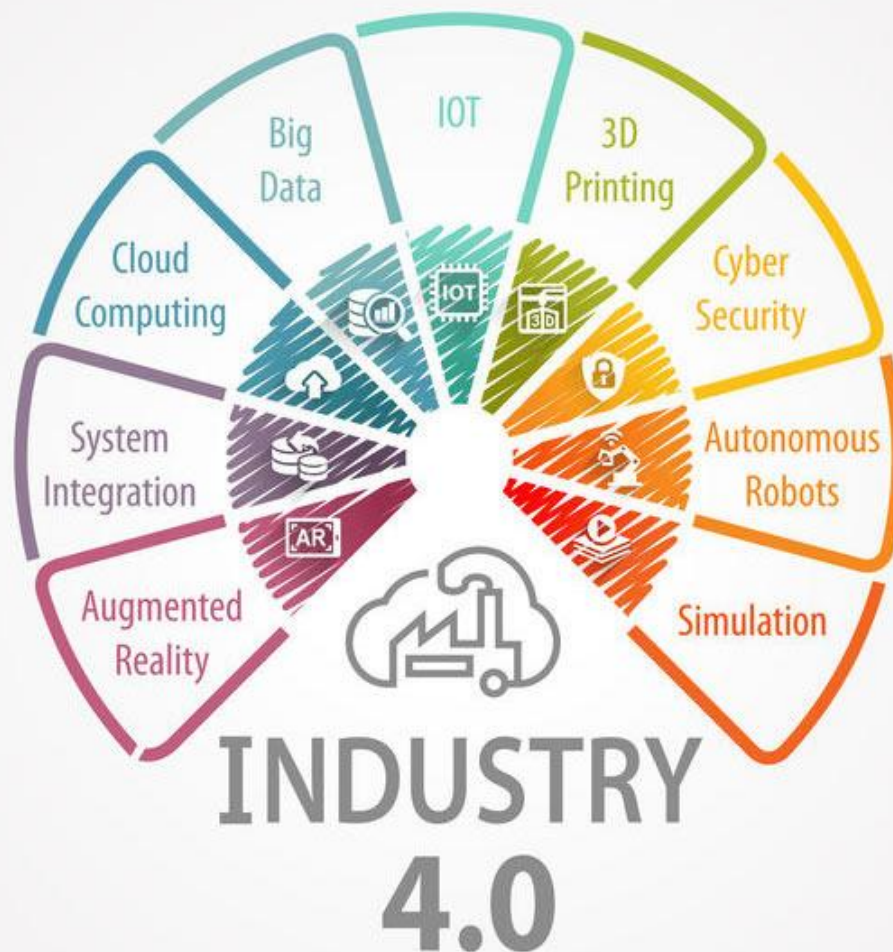 IOT
Big
Data
3D
Printing
Cloud
Computing
Cyber
Security
System
Integration
Autonomous
Robots
Augmented
Reality
Simulation
IOT
3D
AR
INDUSTRY
4.0